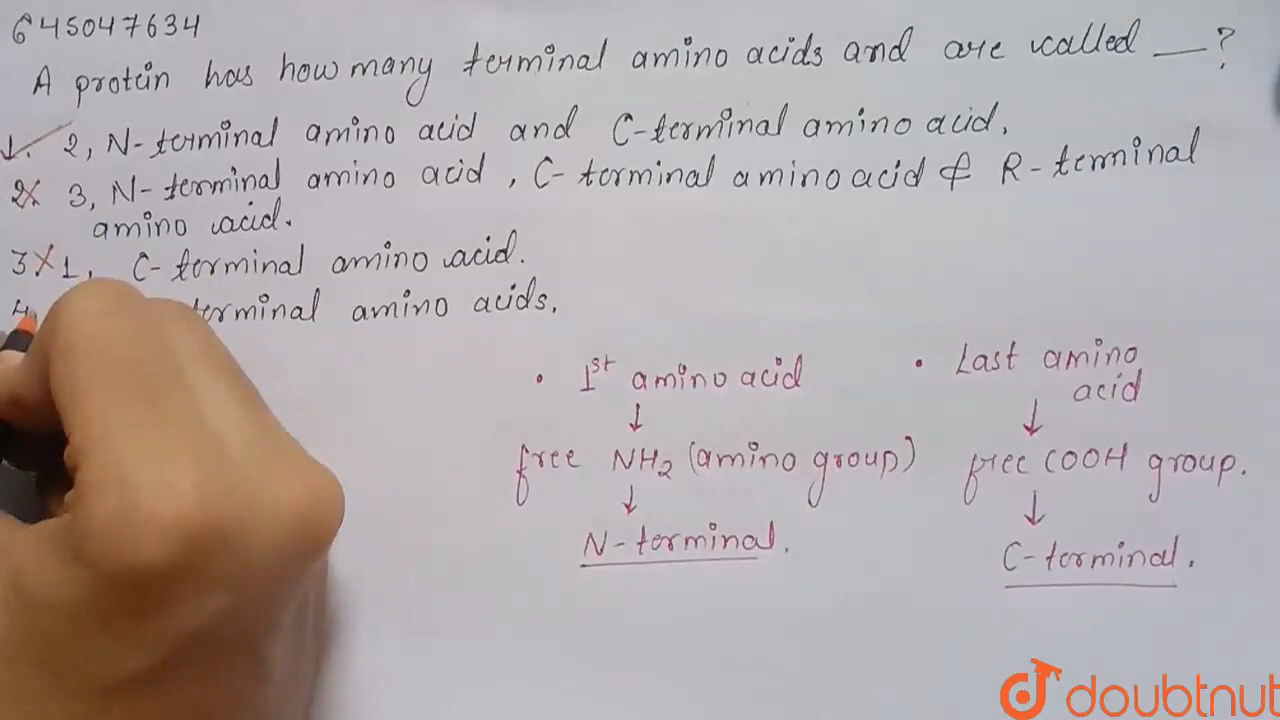 645047634
A protein has how many terminal amino acids and are called __?
1. 2, N-terminal amino acid and C-terminal amino acid.
2 3, N-terminal amino acid, C-terminal amino acid & R-terminal
amino acid.
3 1, C-terminal amino acid.
4 terminal amino acids.
• 1st amino acid
↓
free NH2 (amino group)
↓
N-terminal.
• Last amino
acid
↓
free COOH group.
↓
C-terminal.
doubtnut